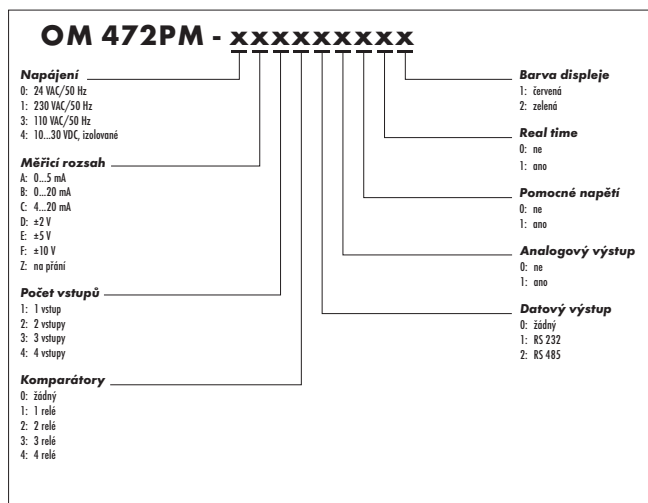 OM 472PM - xxxxxxxxx
Napájení
0: 24 VAC/50 Hz
1: 230 VAC/50 Hz
3: 110 VAC/50 Hz
4: 10...30 VDC, izolované
Měřicí rozsah
A: 0...5 mA
B: 0...20 mA
C: 4...20 mA
D: ±2 V
E: ±5 V
F: ±10 V
Z: na přání
Počet vstupů
1: 1 vstup
2: 2 vstupy
3: 3 vstupy
4: 4 vstupy
Komparátory
0: žádný
1: 1 relé
2: 2 relé
3: 3 relé
4: 4 relé
Barva displeje
1: červená
2: zelená
Real time
0: ne
1: ano
Pomocné napětí
0: ne
1: ano
Analogový výstup
0: ne
1: ano
Datový výstup
0: žádný
1: RS 232
2: RS 485